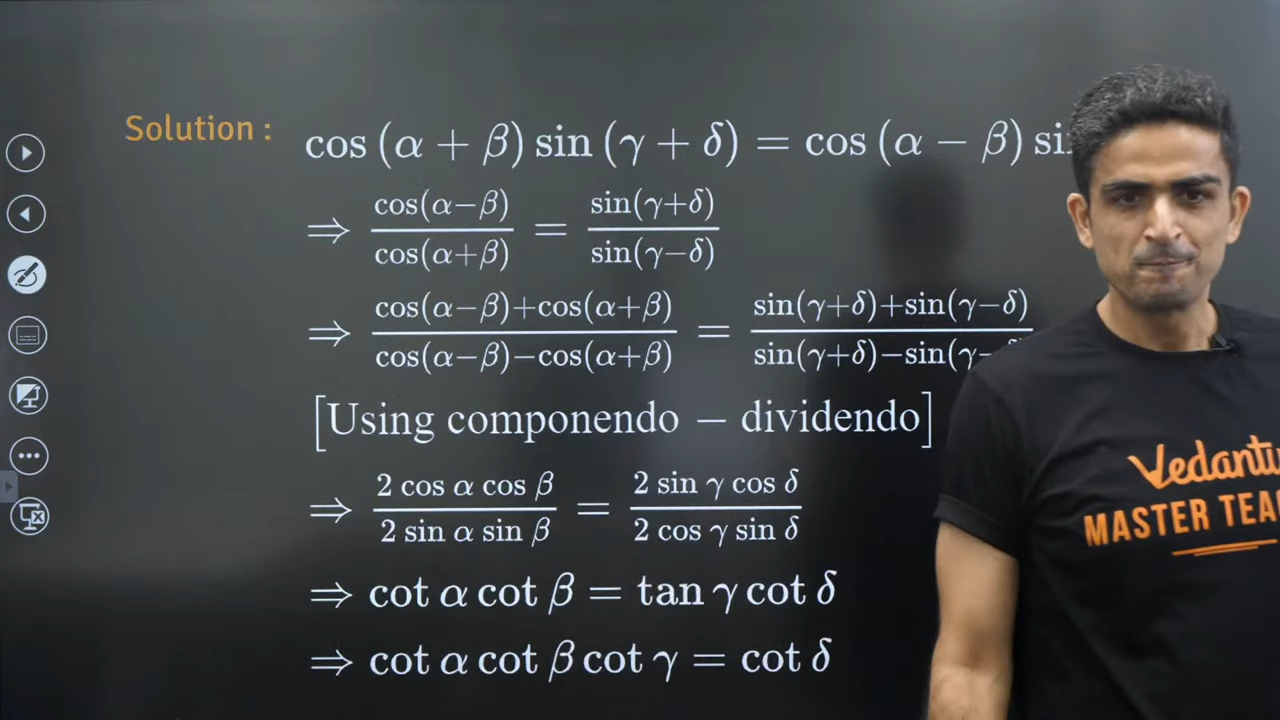 Solution :
cos (α + β) sin (γ + δ) = cos (α − β)
⇒ cos(α−β)/cos(α+β) = sin(γ+δ)/sin(γ−δ)
⇒ cos(α−β)+cos(α+β)/cos(α−β)−cos(α+β) = sin(γ+δ)+sin(γ−δ)/sin(γ+δ)−sin(γ−
[Using componendo − dividendo]
⇒ 2 cos α cos β/2 sin α sin β = 2 sin γ cos δ/2 cos γ sin δ
⇒ cot α cot β = tan γ cot δ
⇒ cot α cot β cot γ = cot δ
Vedantu
MASTER